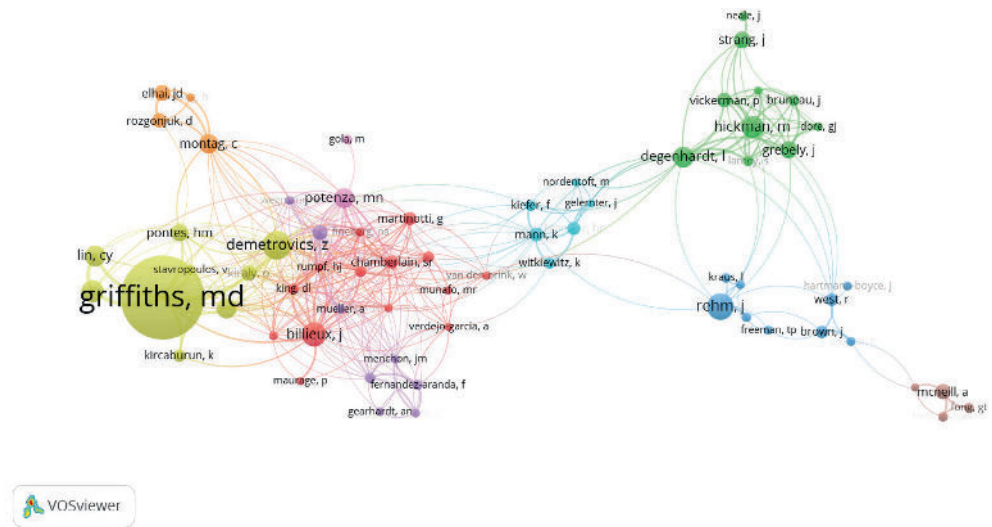 neale, j
strang, j
elhai, jd
vickerman, p
bruneau, j
rozgonjuk, d
hickman, m
dore, gj
montag, c
gola, m
grebely, j
degenhardt, l
nordentoft, m
potenza, mn
kiefer, f
gelernter, j
martinotti, g
pontes, hm
mann, k
demetrovics, z
lin, cy
chamberlain, sr
witkiewitz, k
stavropoulos, v
kiraly, o
rumpf, hj
van den brink, w
kraus, l
king, dl
munafo, mr
hartmann-boyce, j
griffiths, md
west, r
rehm, j
mueller, a
freeman, tp
brown, j
billieux, j
verdejo-garcia, a
kircaburun, k
menchon, jm
maurage, p
fernandez-aranda, f
mcneill, a
gearhardt, an
fong, gt
VOSviewer